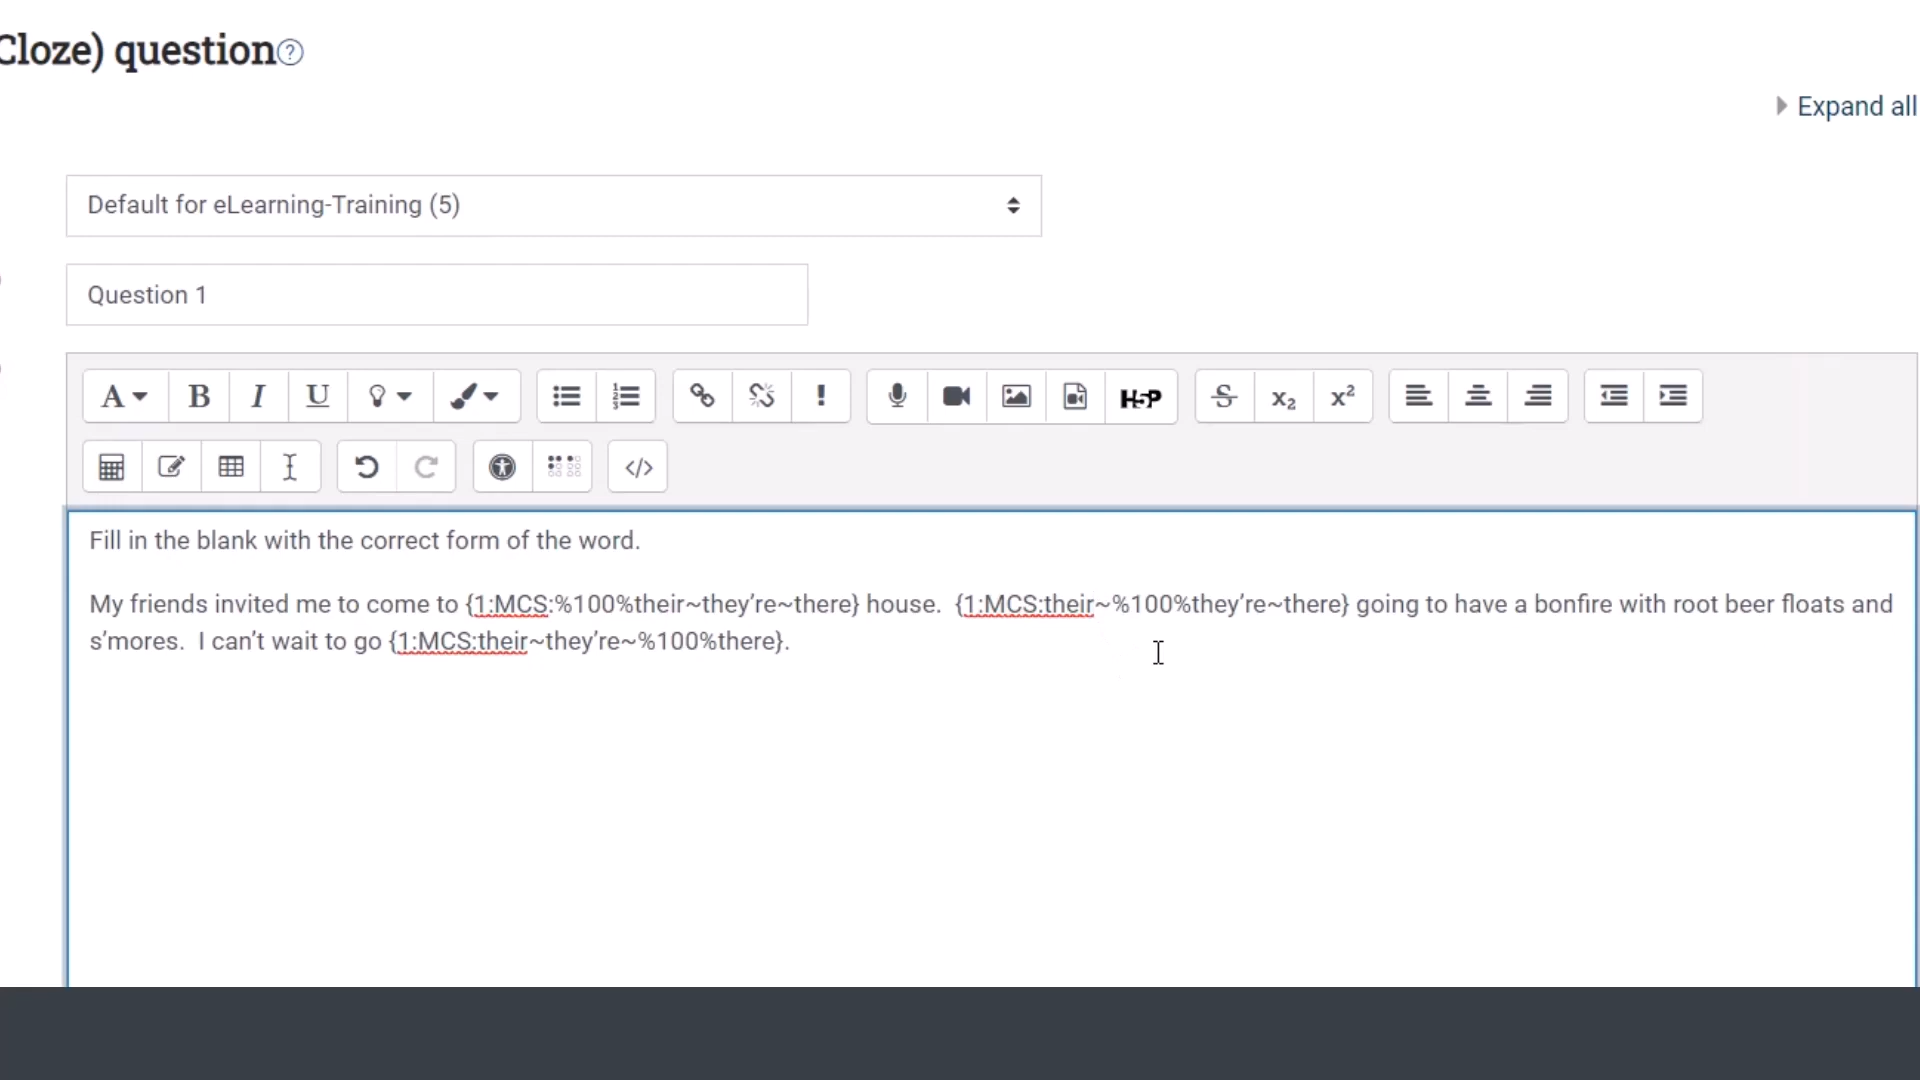 Cloze) question
Expand all
Default for eLearning-Training (5)
Question 1
A B I U H5P S x₂ x²
Fill in the blank with the correct form of the word.
My friends invited me to come to {1:MCS:%100%their~they’re~there} house.  {1:MCS:their~%100%they’re~there} going to have a bonfire with root beer floats and
s’mores.  I can’t wait to go {1:MCS:their~they’re~%100%there}.